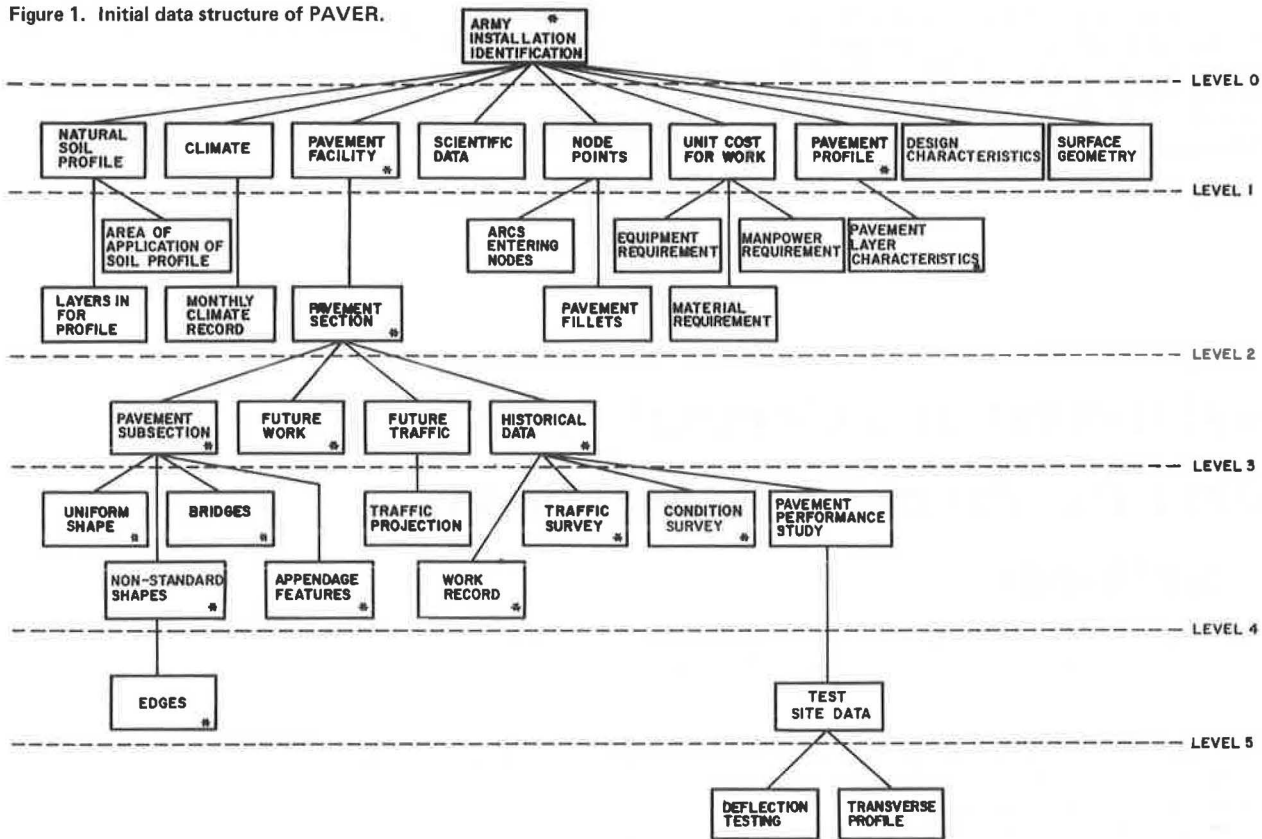 Figure 1. Initial data structure of PAVER.
ARMY *
INSTALLATION
IDENTIFICATION
LEVEL 0
NATURAL
SOIL
PROFILE
CLIMATE
PAVEMENT
FACILITY
*
SCIENTIFIC
DATA
NODE
POINTS
UNIT COST
FOR WORK
PAVEMENT
PROFILE
*
DESIGN
CHARACTERISTICS
SURFACE
GEOMETRY
LEVEL 1
AREA OF
APPLICATION OF
SOIL PROFILE
ARCS
ENTERING
NODES
EQUIPMENT
REQUIREMENT
MANPOWER
REQUIREMENT
PAVEMENT
LAYER
CHARACTERISTICS
*
LAYERS IN
FOR
PROFILE
MONTHLY
CLIMATE
RECORD
PAVEMENT
SECTION
*
PAVEMENT
FILLETS
MATERIAL
REQUIREMENT
LEVEL 2
PAVEMENT
SUBSECTION
*
FUTURE
WORK
*
FUTURE
TRAFFIC
HISTORICAL
DATA
*
LEVEL 3
UNIFORM
SHAPE
*
BRIDGES
*
TRAFFIC
PROJECTION
TRAFFIC
SURVEY
*
CONDITION
SURVEY
*
PAVEMENT
PERFORMANCE
STUDY
NON-STANDARD
SHAPES
*
APPENDAGE
FEATURES
*
WORK
RECORD
*
LEVEL 4
EDGES
*
TEST
SITE DATA
LEVEL 5
DEFLECTION
TESTING
TRANSVERSE
PROFILE